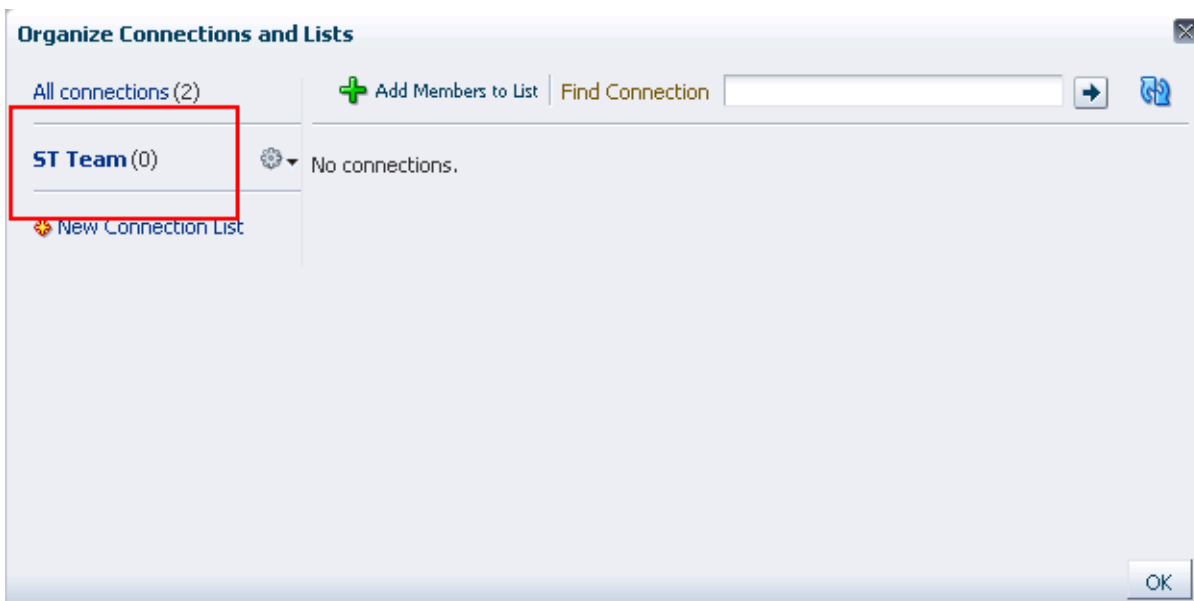 Organize Connections and Lists
All connections (2)
Add Members to List Find Connection
ST Team (0)
No connections.
New Connection List
OK